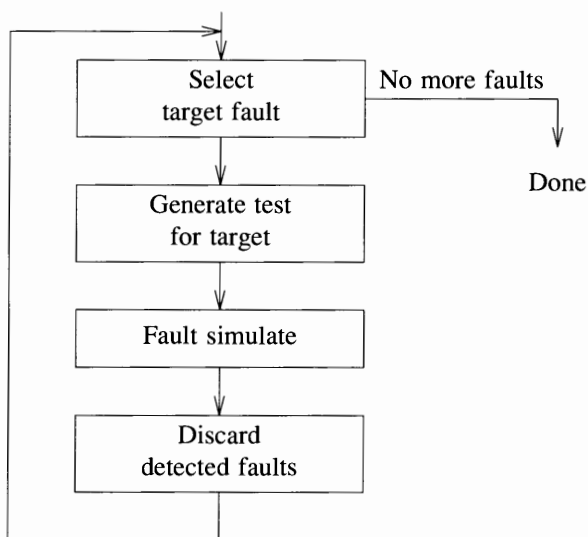 Select
target fault
No more faults
Done
Generate test
for target
Fault simulate
Discard
detected faults